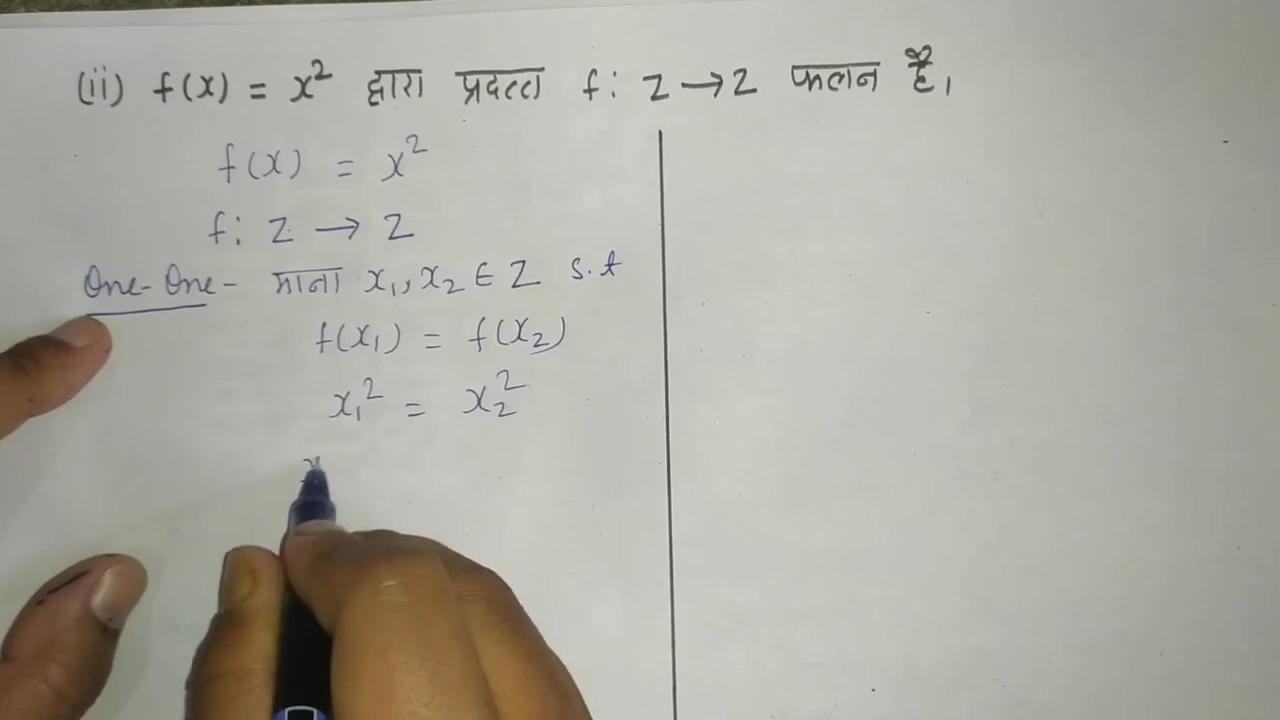 (ii) f(x) = x² द्वारा प्रदत्त f: Z → Z फलन है।
f(x) = x²
f: Z → Z
One-One - माना x₁, x₂ ∈ Z s.t
f(x₁) = f(x₂)
x₁² = x₂²